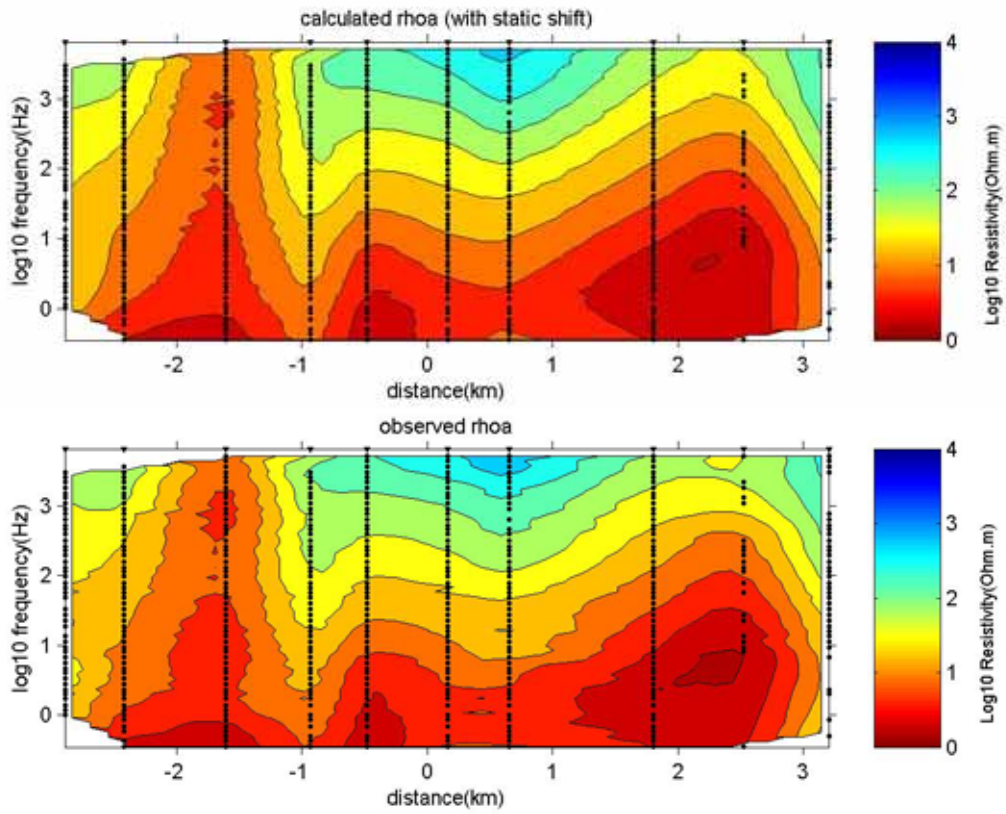 calculated rhoa (with static shift)
log10 frequency(Hz)
3
2
1
0
-2 -1 0 1 2 3
distance(km)
4
3
2
1
0
Log10 Resistivity(Ohm.m)
observed rhoa
log10 frequency(Hz)
3
2
1
0
-2 -1 0 1 2 3
distance(km)
4
3
2
1
0
Log10 Resistivity(Ohm.m)